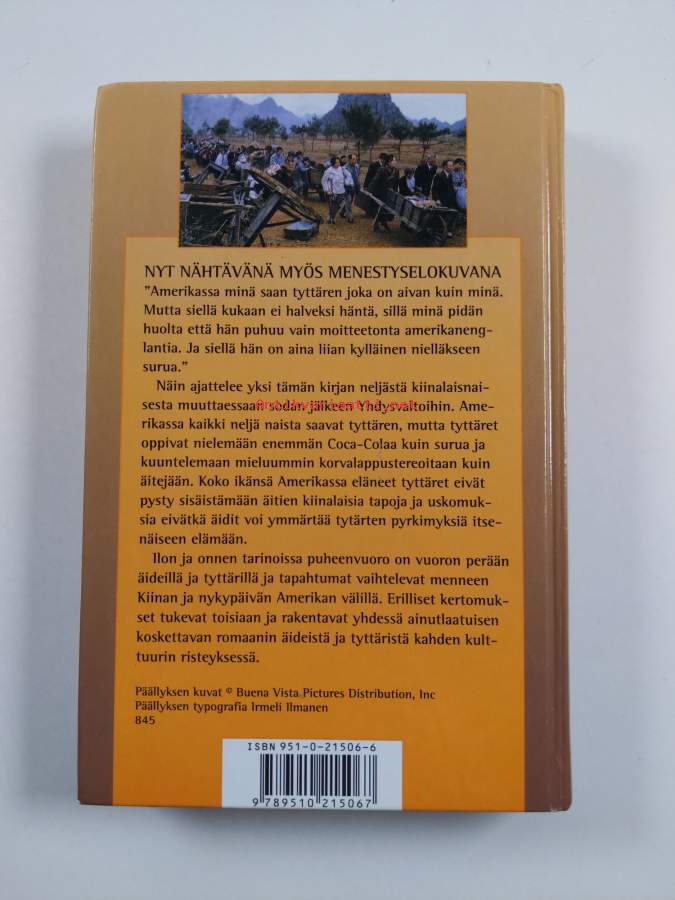 NYT NÄHTÄVÄNÄ MYÖS MENESTYSELOKUVANA
”Amerikassa minä saan tyttären joka on aivan kuin minä.
Mutta siellä kukaan ei halveksi häntä, sillä minä pidän
huolta että hän puhuu vain moitteetonta amerikaneng-
lantia. Ja siellä hän on aina liian kylläinen nielläkseen
surua.”
Näin ajattelee yksi tämän kirjan neljästä kiinalaisnai-
sesta muuttaessaan sodan jälkeen Yhdysvaltoihin. Ame-
rikassa kaikki neljä naista saavat tyttären, mutta tyttäret
oppivat nielemään enemmän Coca-Colaa kuin surua ja
kuuntelemaan mieluummin korvalappustereoitaan kuin
äitejään. Koko ikänsä Amerikassa eläneet tyttäret eivät
pysty sisäistämään äitien kiinalaisia tapoja ja uskomuk-
sia eivätkä äidit voi ymmärtää tytärten pyrkimyksiä itse-
näiseen elämään.
Ilon ja onnen tarinoissa puheenvuoro on vuoron perään
äideillä ja tyttärillä ja tapahtumat vaihtelevat menneen
Kiinan ja nykypäivän Amerikan välillä. Erilliset kertomuk-
set tukevat toisiaan ja rakentavat yhdessä ainutlaatuisen
koskettavan romaanin äideistä ja tyttäristä kahden kult-
tuurin risteyksessä.
Päällyksen kuvat © Buena Vista Pictures Distribution, Inc
Päällyksen typografia Irmeli Ilmanen
845
ISBN 951-0-21506-6
9 789510 215067